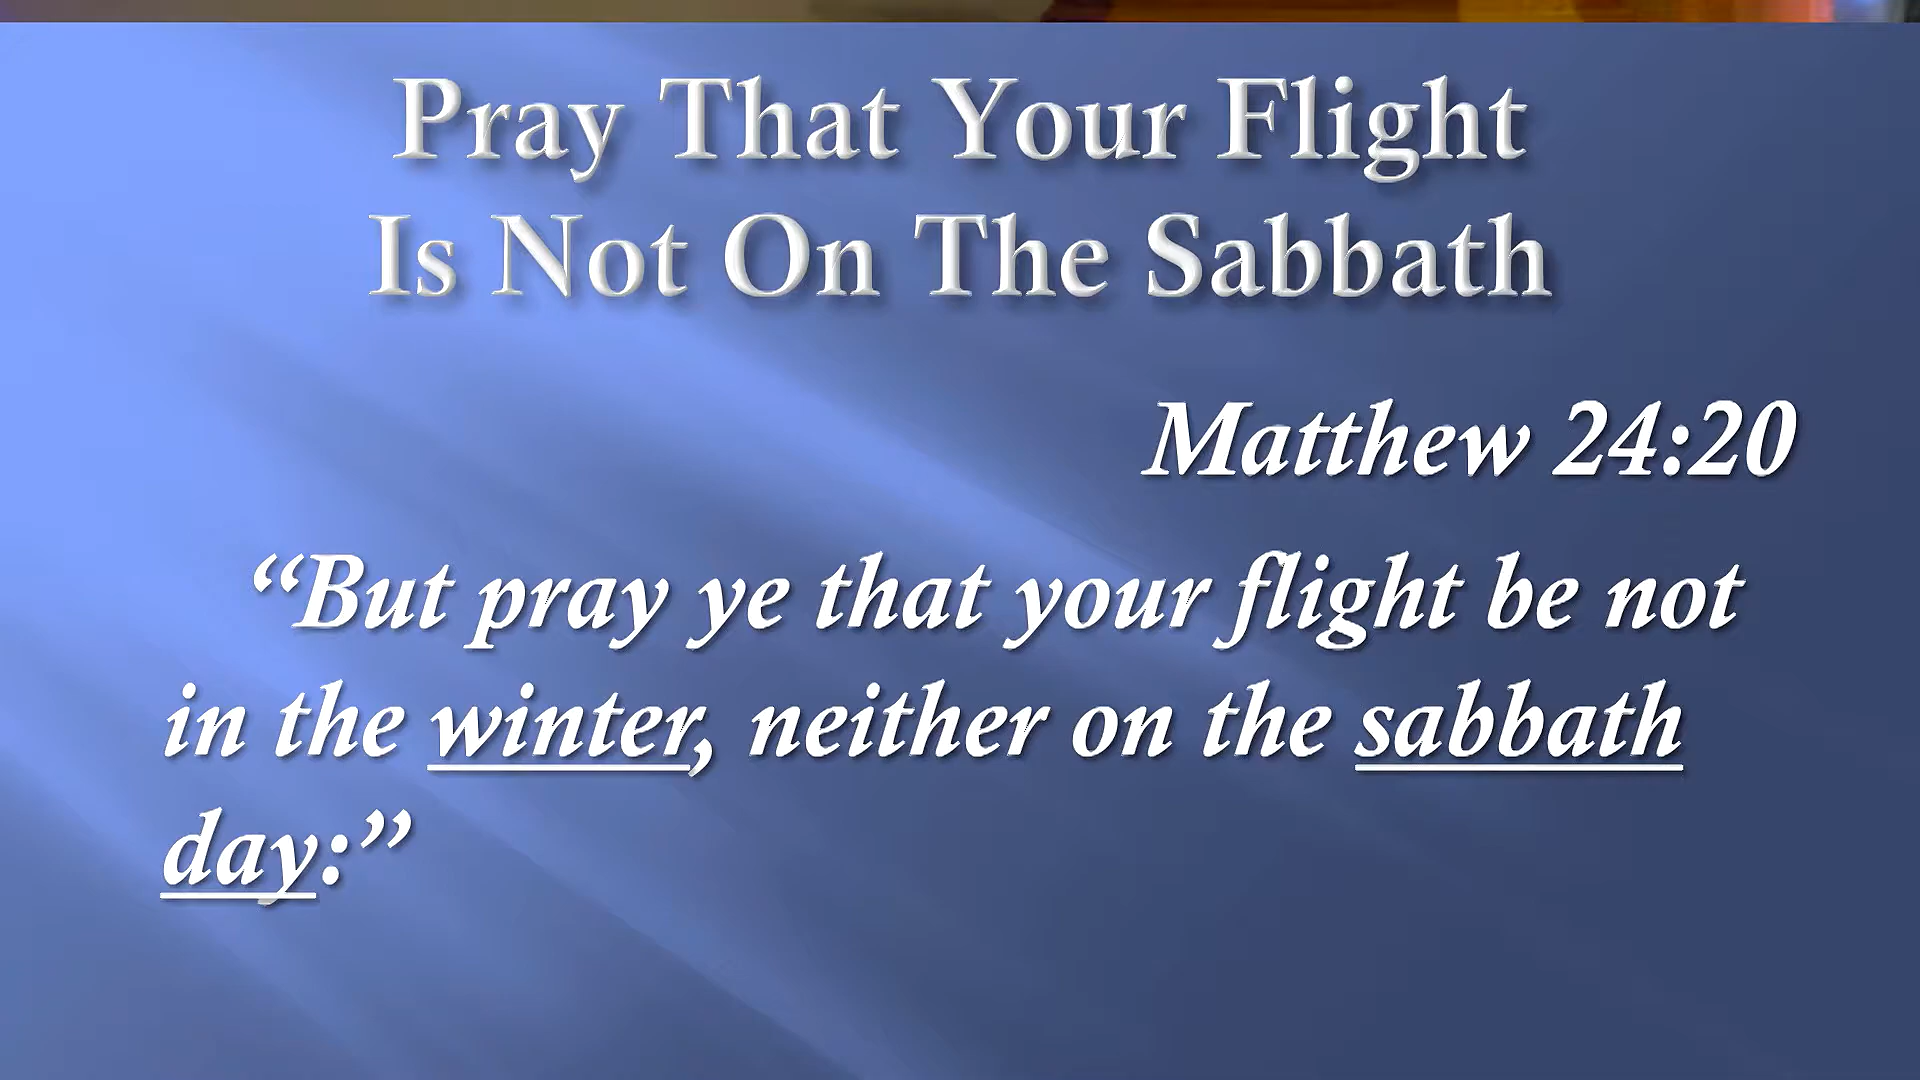 Pray That Your Flight
Is Not On The Sabbath
Matthew 24:20
“But pray ye that your flight be not
in the winter, neither on the sabbath
day:”